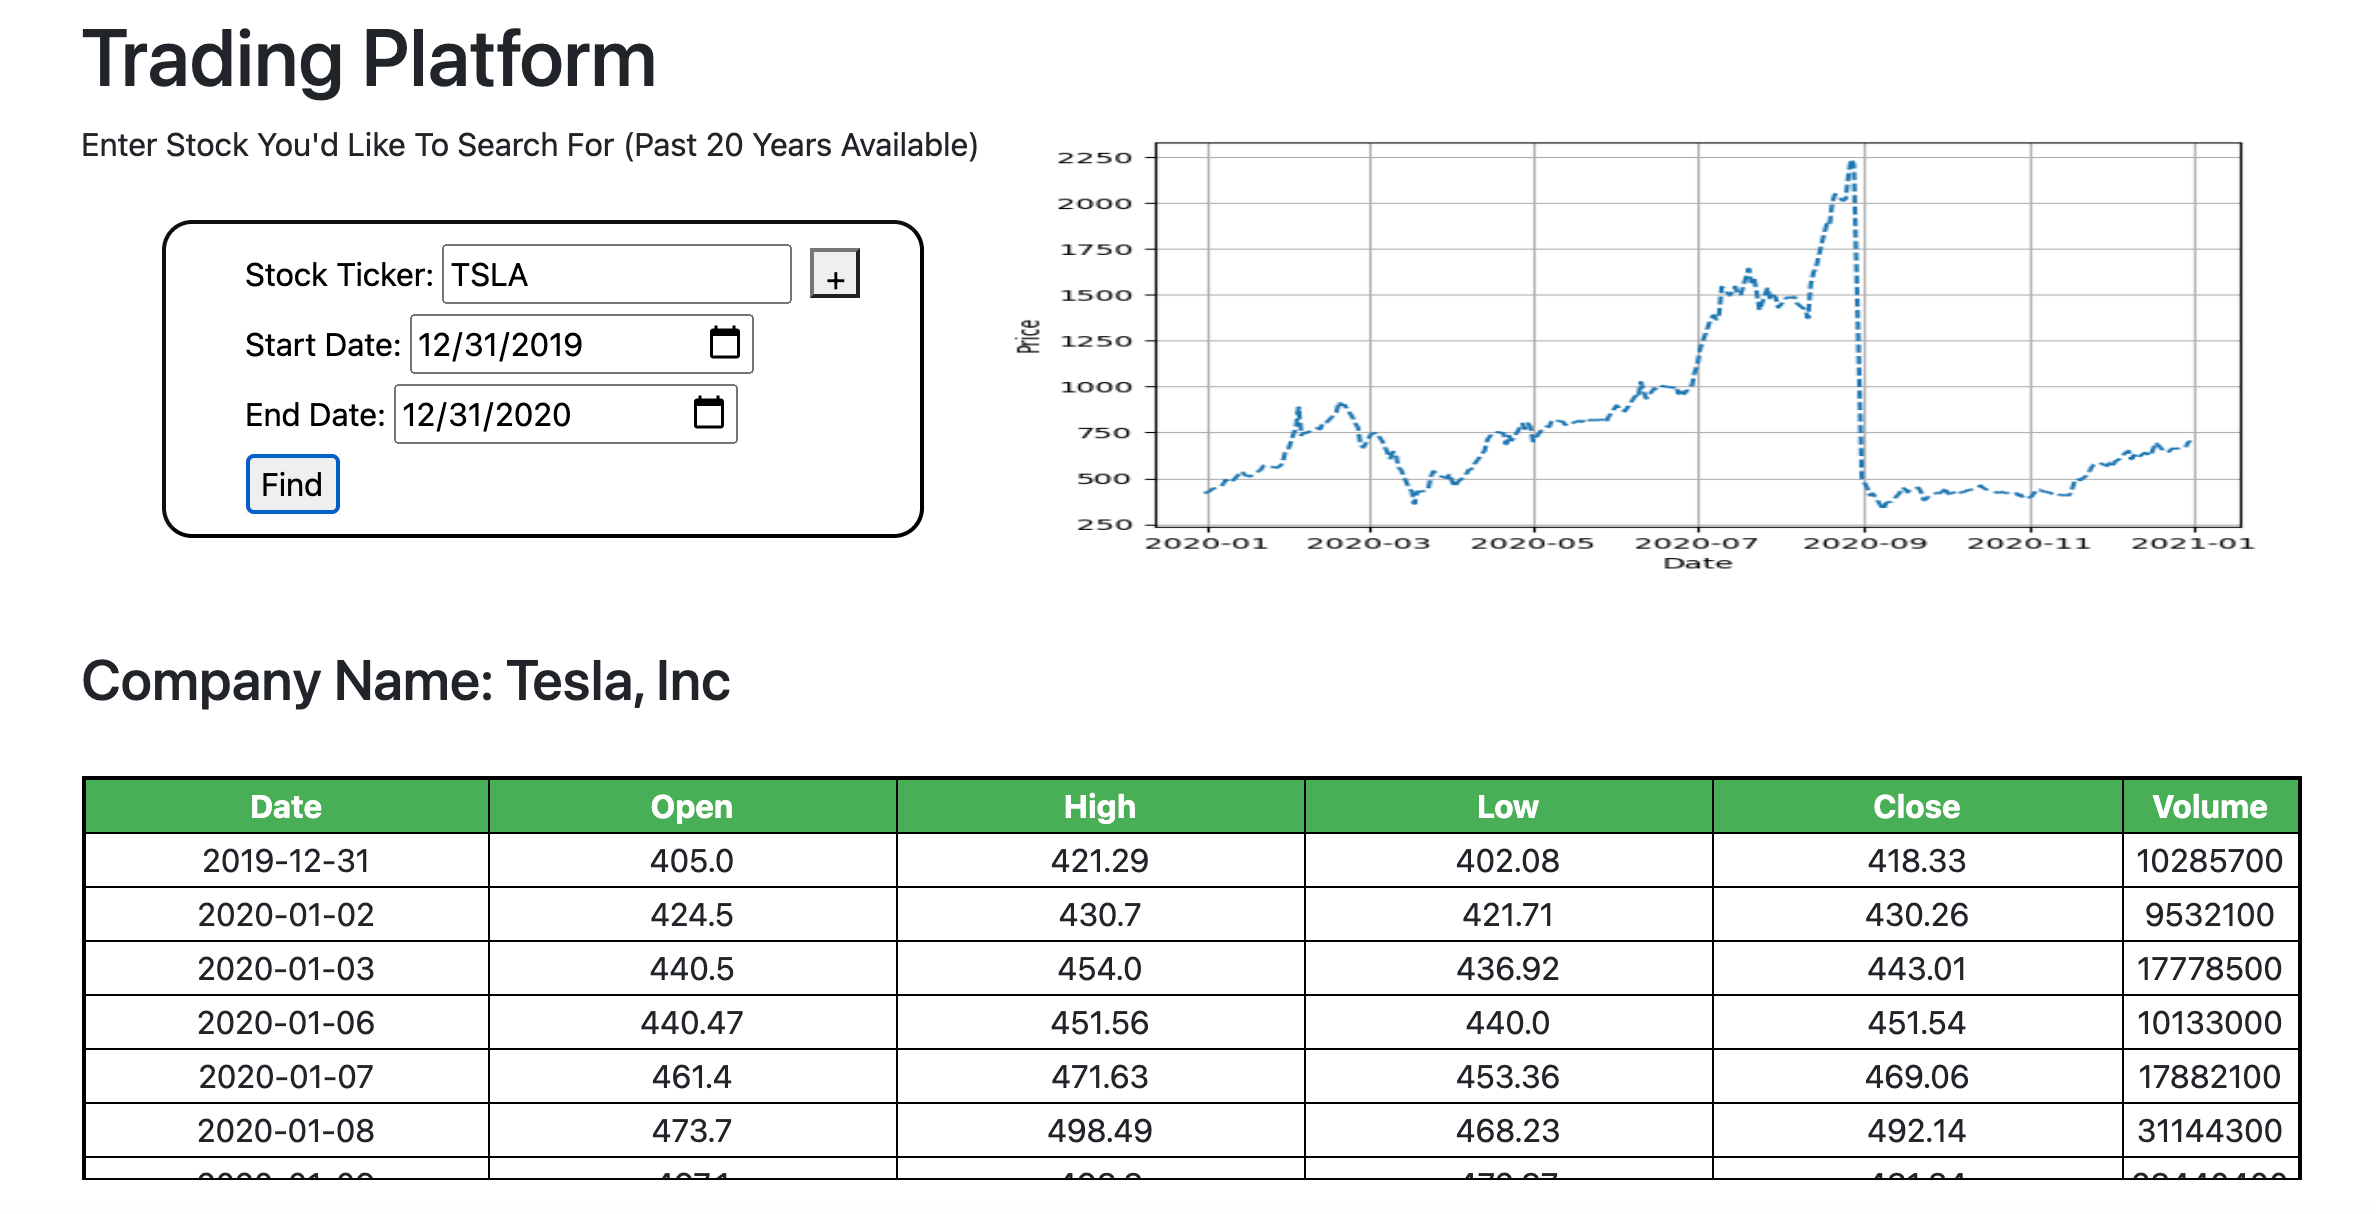 Trading Platform
Enter Stock You'd Like To Search For (Past 20 Years Available)
Stock Ticker: TSLA +
Start Date: 12/31/2019
End Date: 12/31/2020
Find
2250
2000
1750
1500
1250
1000
750
500
250
Price
2020-01 2020-03 2020-05 2020-07 2020-09 2020-11 2021-01
Date
Company Name: Tesla, Inc
Date Open High Low Close Volume
2019-12-31 405.0 421.29 402.08 418.33 10285700
2020-01-02 424.5 430.7 421.71 430.26 9532100
2020-01-03 440.5 454.0 436.92 443.01 17778500
2020-01-06 440.47 451.56 440.0 451.54 10133000
2020-01-07 461.4 471.63 453.36 469.06 17882100
2020-01-08 473.7 498.49 468.23 492.14 31144300